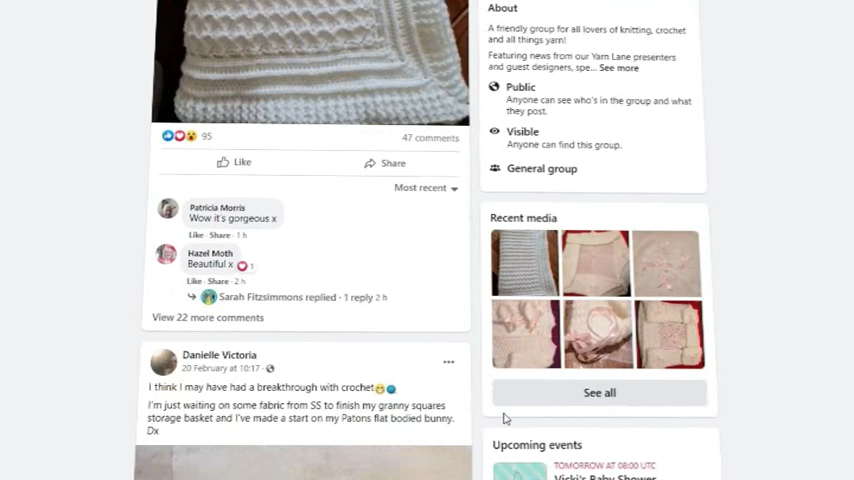 95
47 comments
Like
Share
Most recent
Patricia Morris
Wow it's gorgeous x
Like · Share · 1 h
Hazel Moth
Beautiful x
1
Like · Share · 2 h
Sarah Fitzsimmons replied · 1 reply 2 h
View 22 more comments
Danielle Victoria
20 February at 10:17 ·
I think I may have had a breakthrough with crochet
I'm just waiting on some fabric from SS to finish my granny squares
storage basket and I've made a start on my Patons flat bodied bunny.
Dx
About
A friendly group for all lovers of knitting, crochet
and all things yarn!
Featuring news from our Yarn Lane presenters
and guest designers, spe... See more
Public
Anyone can see who's in the group and what
they post.
Visible
Anyone can find this group.
General group
Recent media
See all
Upcoming events
TOMORROW AT 08:00 UTC
Vicki's Baby Shower